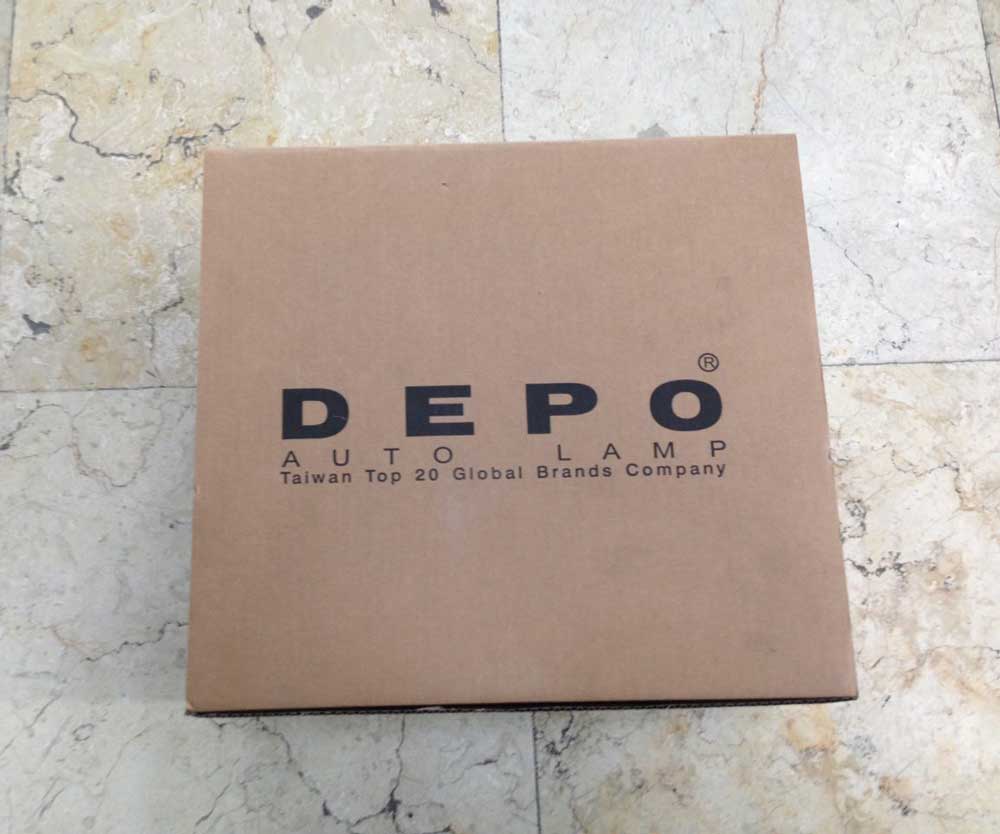 DEPO®
AUTO LAMP
Taiwan Top 20 Global Brands Company